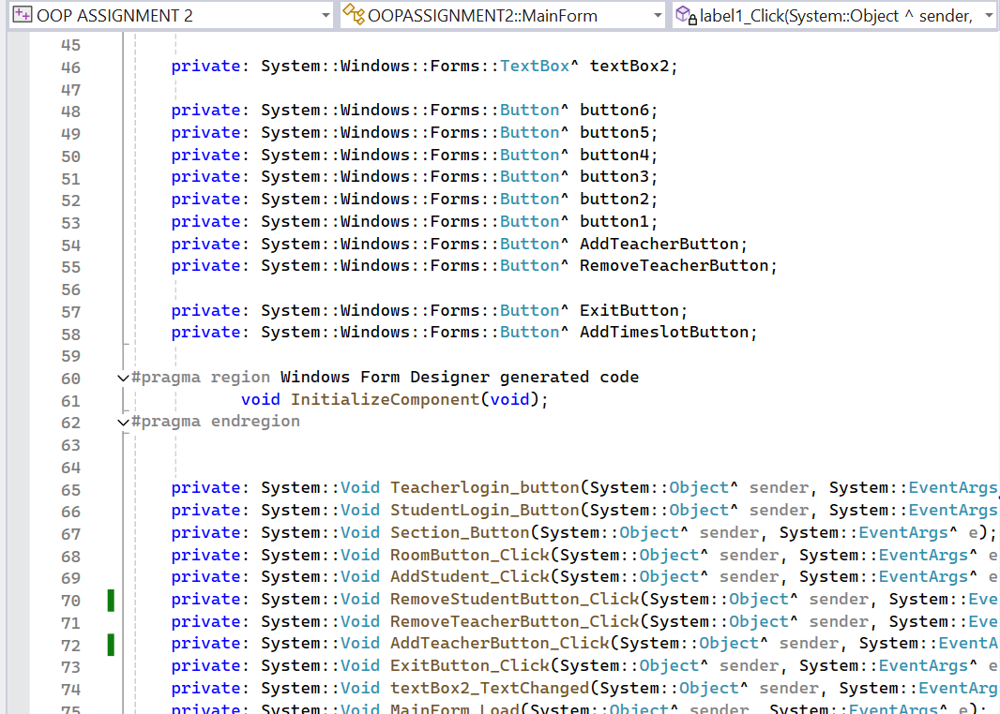 OOP ASSIGNMENT 2 OOPASSIGNMENT2::MainForm label1_Click(System::Object ^ sender,
45
46 private: System::Windows::Forms::TextBox^ textBox2;
47
48 private: System::Windows::Forms::Button^ button6;
49 private: System::Windows::Forms::Button^ button5;
50 private: System::Windows::Forms::Button^ button4;
51 private: System::Windows::Forms::Button^ button3;
52 private: System::Windows::Forms::Button^ button2;
53 private: System::Windows::Forms::Button^ button1;
54 private: System::Windows::Forms::Button^ AddTeacherButton;
55 private: System::Windows::Forms::Button^ RemoveTeacherButton;
56
57 private: System::Windows::Forms::Button^ ExitButton;
58 private: System::Windows::Forms::Button^ AddTimeslotButton;
59
60 #pragma region Windows Form Designer generated code
61 void InitializeComponent(void);
62 #pragma endregion
63
64
65 private: System::Void Teacherlogin_button(System::Object^ sender, System::EventArgs
66 private: System::Void StudentLogin_Button(System::Object^ sender, System::EventArgs
67 private: System::Void Section_Button(System::Object^ sender, System::EventArgs^ e);
68 private: System::Void RoomButton_Click(System::Object^ sender, System::EventArgs^ e
69 private: System::Void AddStudent_Click(System::Object^ sender, System::EventArgs^ e
70 private: System::Void RemoveStudentButton_Click(System::Object^ sender, System::Eve
71 private: System::Void RemoveTeacherButton_Click(System::Object^ sender, System::Eve
72 private: System::Void AddTeacherButton_Click(System::Object^ sender, System::EventA
73 private: System::Void ExitButton_Click(System::Object^ sender, System::EventArgs^ e
74 private: System::Void textBox2_TextChanged(System::Object^ sender, System::EventArg
75 private: System::Void MainForm_Load(System::Object^ sender, System::EventArgs^ e);